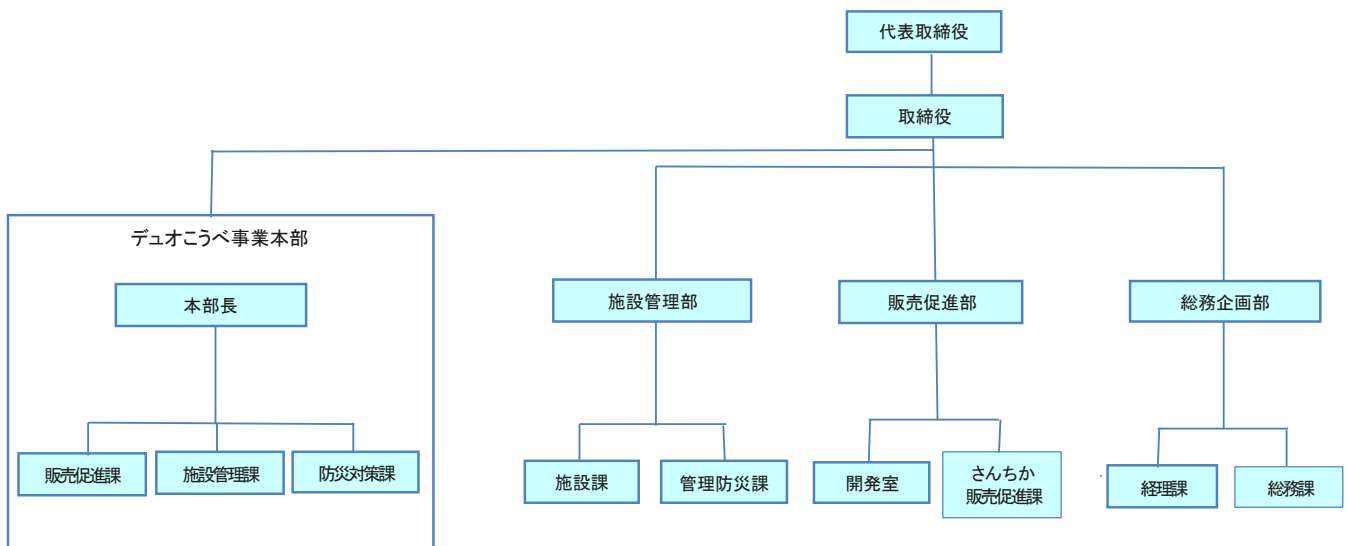 代表取締役
取締役
デュオこうべ事業本部
本部長
施設管理部
販売促進部
総務企画部
販売促進課
施設管理課
防災対策課
施設課
管理防災課
開発室
さんちか
販売促進課
経理課
総務課